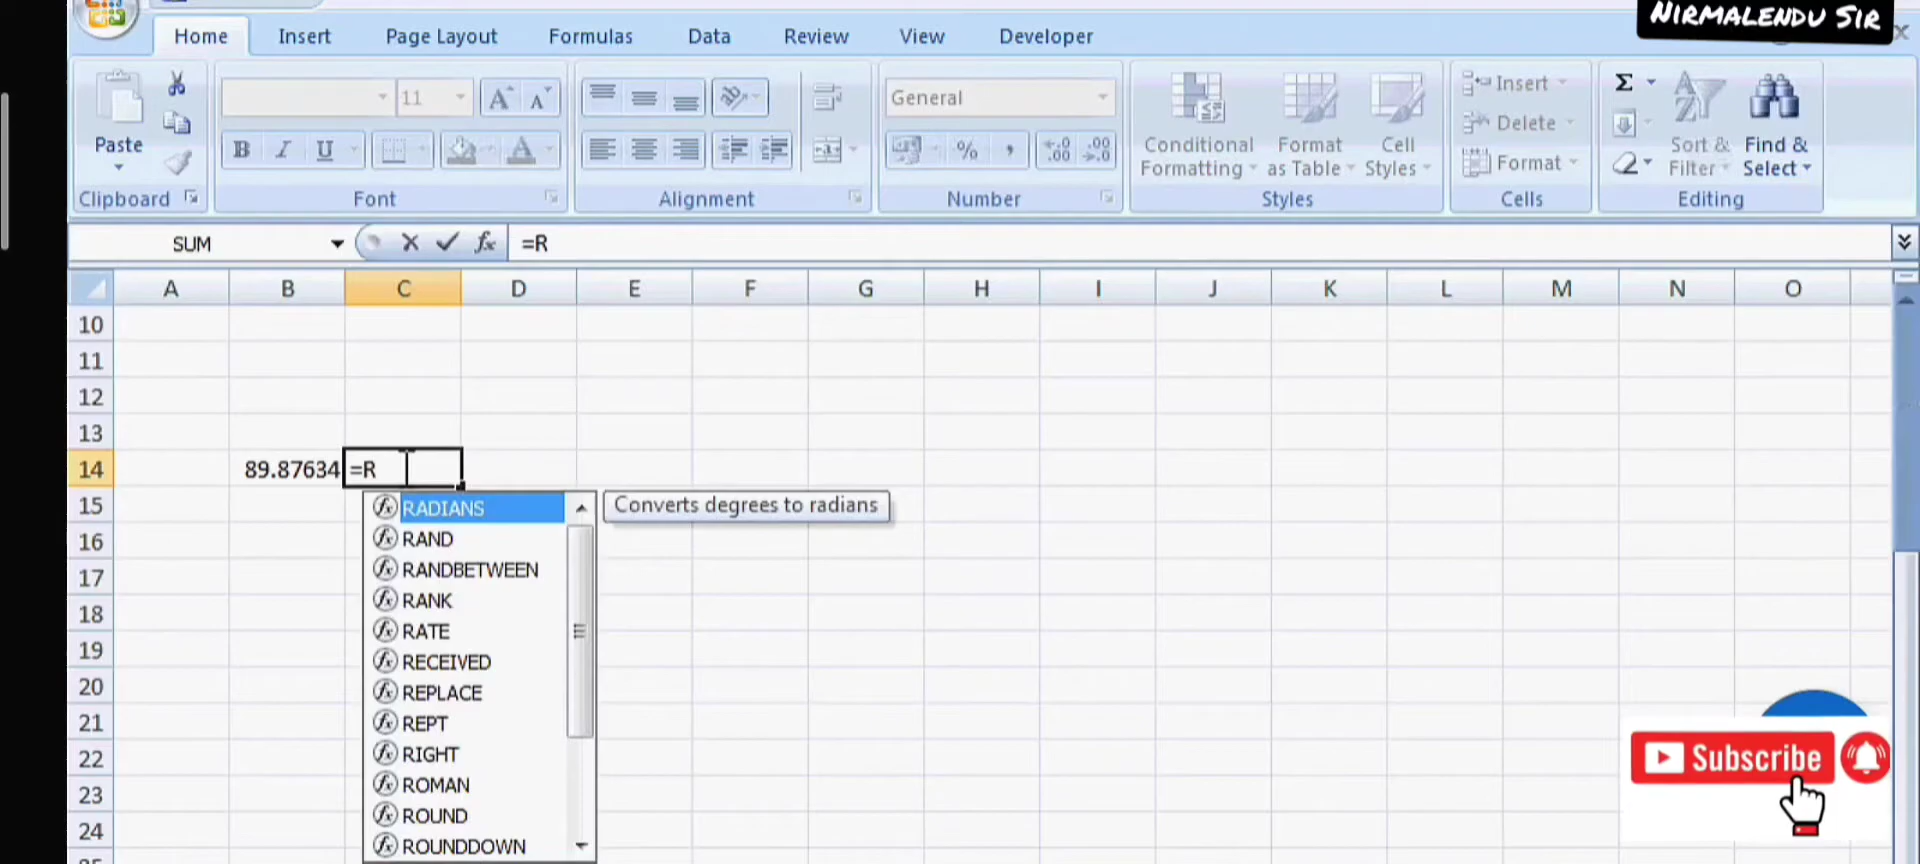 NIRMALENDU SIR
Home Insert Page Layout Formulas Data Review View Developer
Paste
Clipboard
11
Font
Alignment
General
%
Number
Conditional Formatting
Format as Table
Cell Styles
Styles
Insert
Delete
Format
Cells
Σ
Sort & Filter
Find & Select
Editing
SUM fx =R
A B C D E F G H I J K L M N O
10
11
12
13
14 89.87634 =R
15
16
17
18
19
20
21
22
23
24
RADIANS
Converts degrees to radians
RAND
RANDBETWEEN
RANK
RATE
RECEIVED
REPLACE
REPT
RIGHT
ROMAN
ROUND
ROUNDDOWN
Subscribe